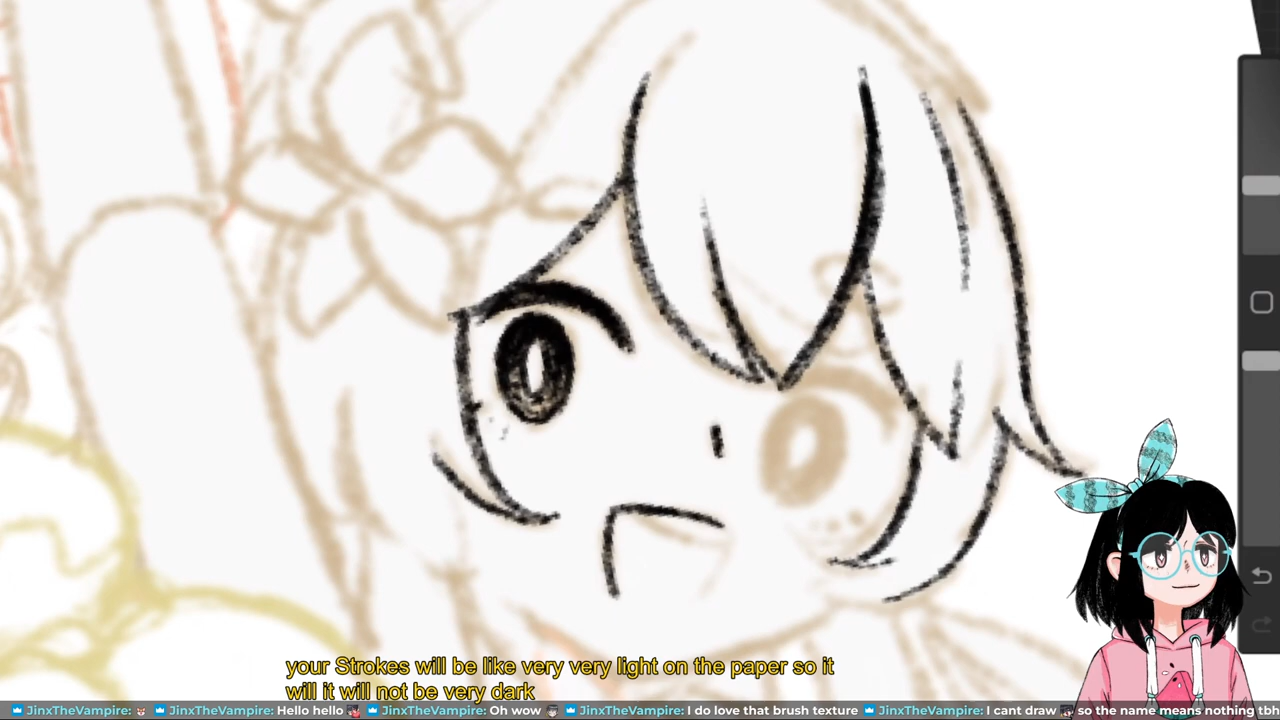 your Strokes will be like very very light on the paper so it
will it will not be very dark
JinxTheVampire: JinxTheVampire: Hello hello JinxTheVampire: Oh wow JinxTheVampire: I do love that brush texture JinxTheVampire: I cant draw so the name means nothing tbh